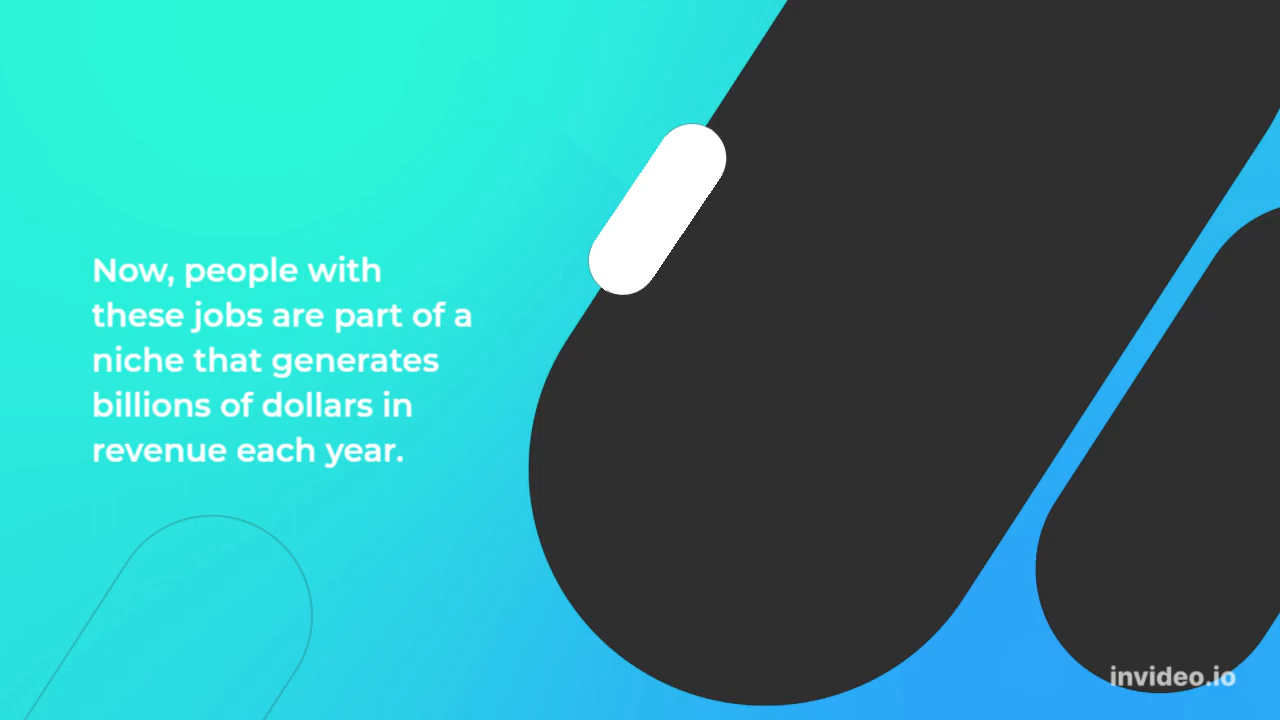 Now, people with
these jobs are part of a
niche that generates
billions of dollars in
revenue each year.
invideo.io